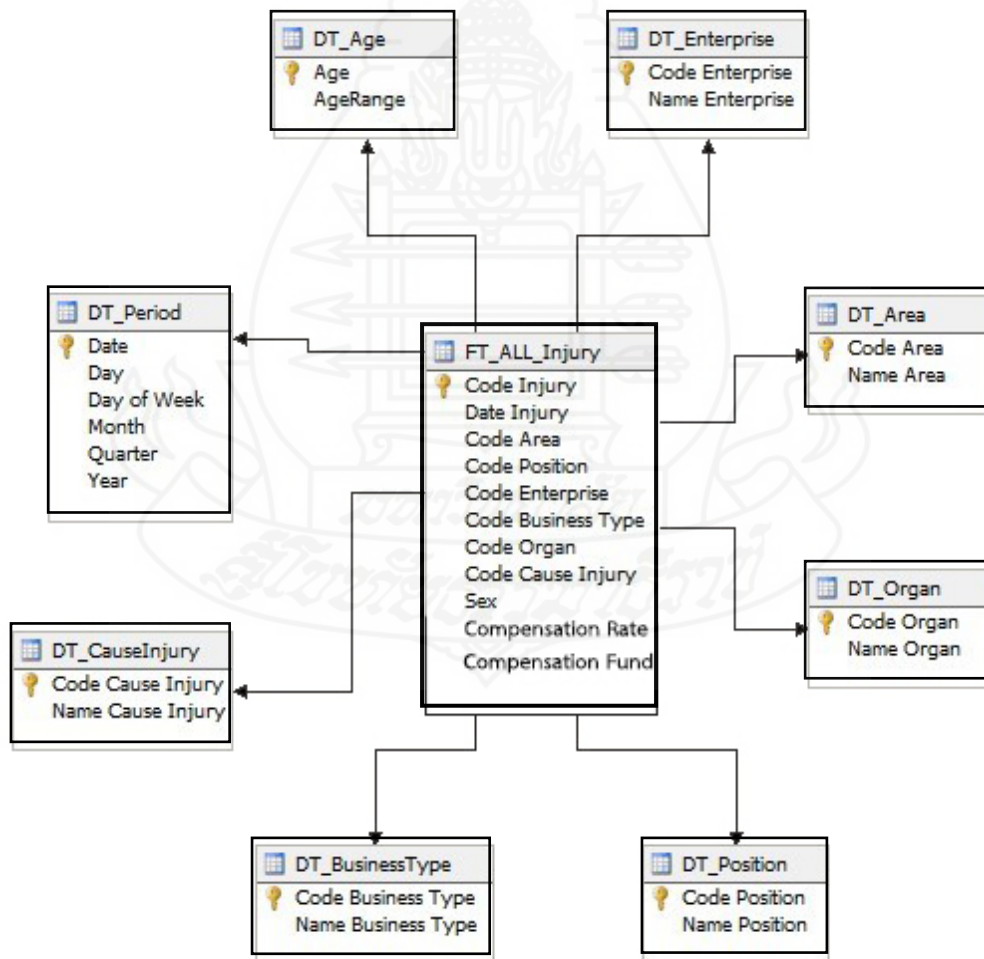 DT_Age
Age
AgeRange
DT_Enterprise
Code Enterprise
Name Enterprise
DT_Period
Date
Day
Day of Week
Month
Quarter
Year
FT_ALL_Injury
Code Injury
Date Injury
Code Area
Code Position
Code Enterprise
Code Business Type
Code Organ
Code Cause Injury
Sex
Compensation Rate
Compensation Fund
DT_Area
Code Area
Name Area
DT_Organ
Code Organ
Name Organ
DT_CauseInjury
Code Cause Injury
Name Cause Injury
DT_BusinessType
Code Business Type
Name Business Type
DT_Position
Code Position
Name Position